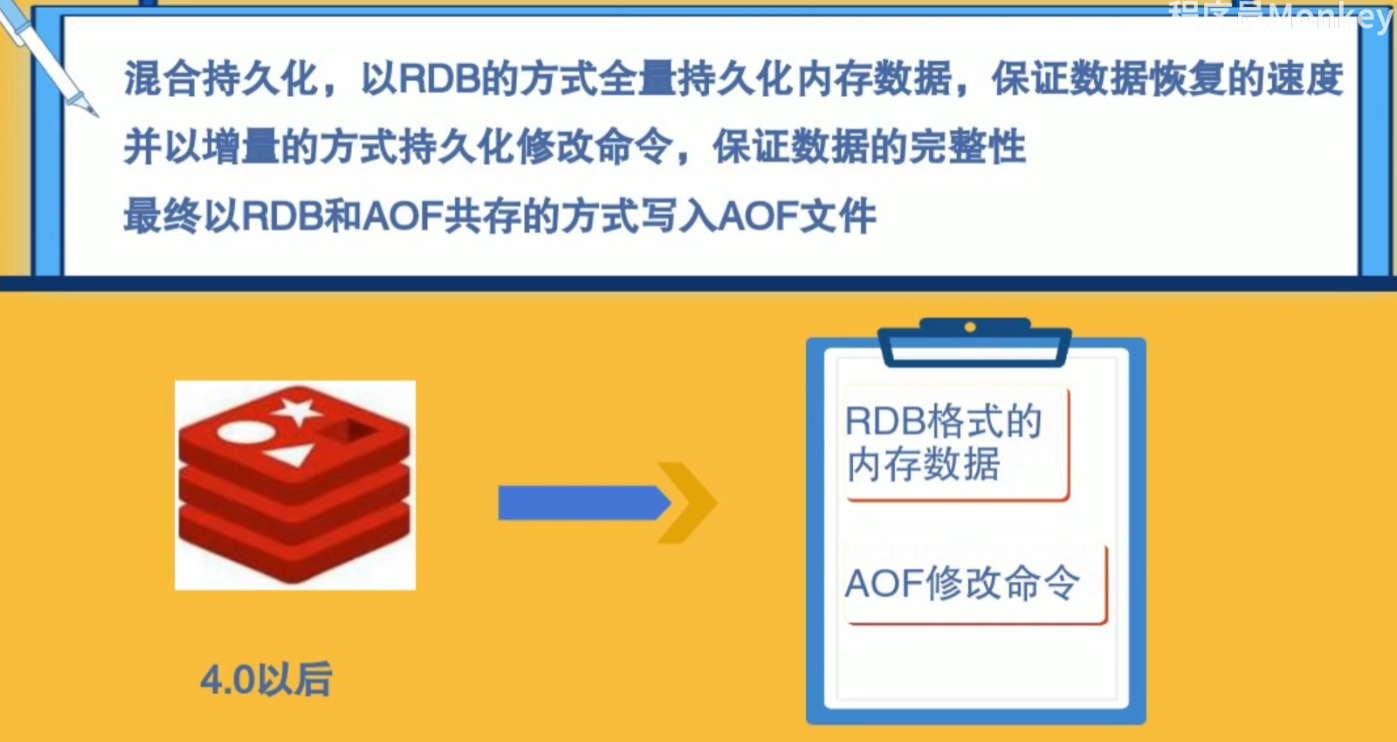 程序员Monkey
混合持久化，以RDB的方式全量持久化内存数据，保证数据恢复的速度
并以增量的方式持久化修改命令，保证数据的完整性
最终以RDB和AOF共存的方式写入AOF文件
RDB格式的
内存数据
AOF修改命令
4.0以后